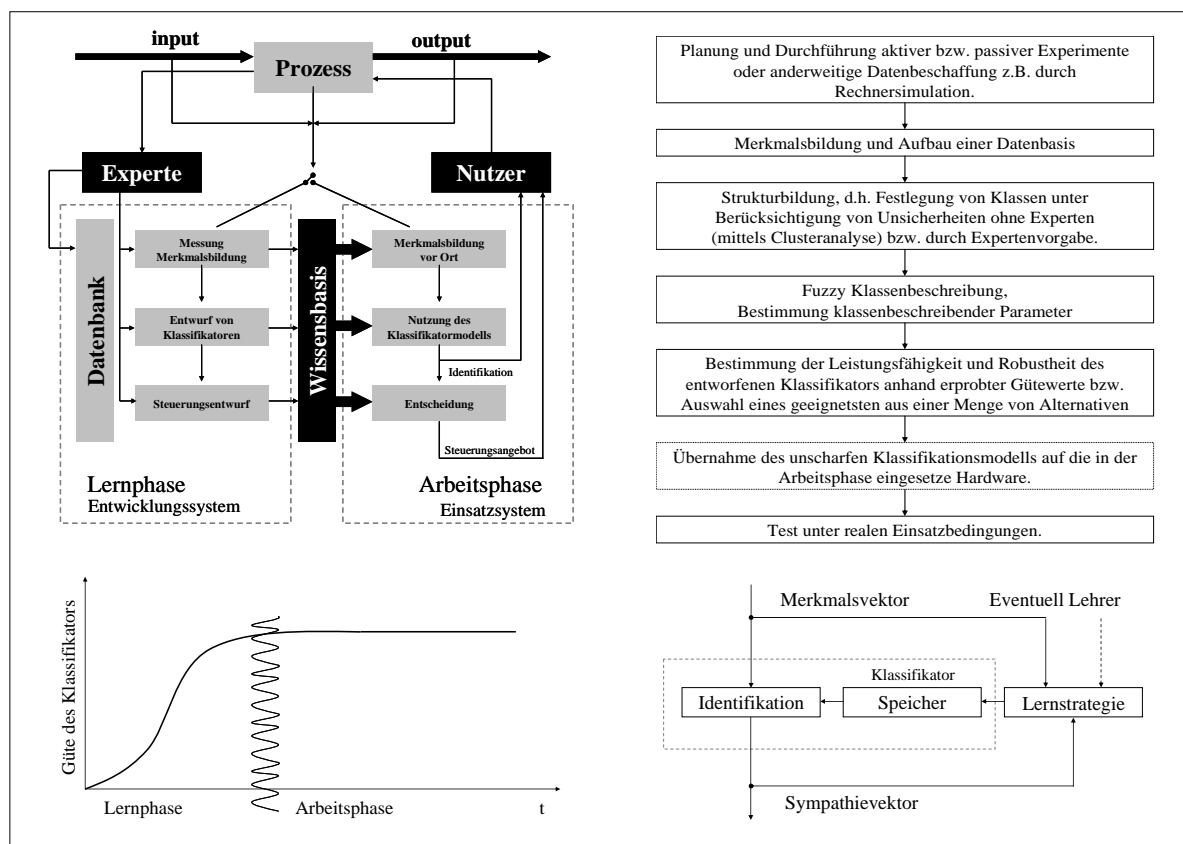 input
output
Prozess
Experte
Nutzer
Datenbank
Messung
Merkmalsbildung
Entwurf von
Klassifikatoren
Steuerungsentwurf
Wissensbasis
Merkmalsbildung
vor Ort
Nutzung des
Klassifikatormodells
Identifikation
Entscheidung
Steuerungsangebot
Lernphase
Entwicklungssystem
Arbeitsphase
Einsatzsystem
Planung und Durchführung aktiver bzw. passiver Experimente
oder anderweitige Datenbeschaffung z.B. durch
Rechnersimulation.
Merkmalsbildung und Aufbau einer Datenbasis
Strukturbildung, d.h. Festlegung von Klassen unter
Berücksichtigung von Unsicherheiten ohne Experten
(mittels Clusteranalyse) bzw. durch Expertenvorgabe.
Fuzzy Klassenbeschreibung,
Bestimmung klassenbeschreibender Parameter
Bestimmung der Leistungsfähigkeit und Robustheit des
entworfenen Klassifikators anhand erprobter Gütewerte bzw.
Auswahl eines geeignetsten aus einer Menge von Alternativen
Übernahme des unscharfen Klassifikationsmodells auf die in der
Arbeitsphase eingesetze Hardware.
Test unter realen Einsatzbedingungen.
Güte des Klassifikators
Lernphase
Arbeitsphase
t
Merkmalsvektor
Eventuell Lehrer
Klassifikator
Identifikation
Speicher
Lernstrategie
Sympathievektor